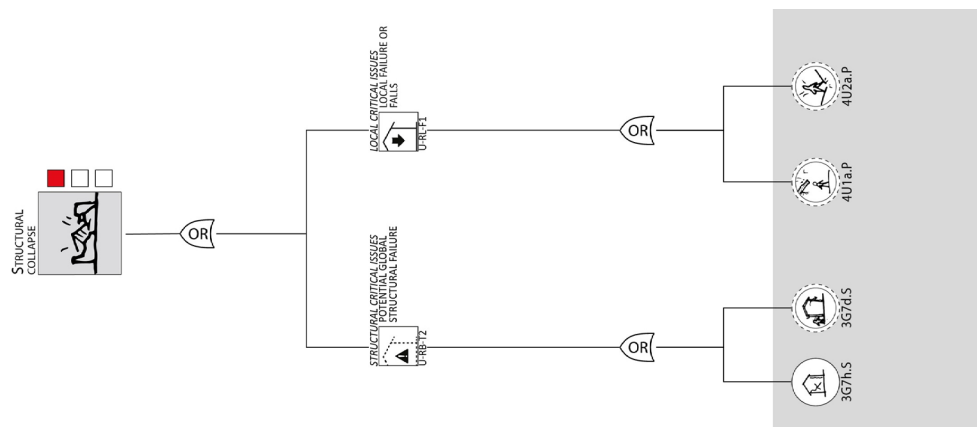 STRUCTURAL
COLLAPSE
OR
LOCAL CRITICAL ISSUES
LOCAL FAILURE OR
FALLS
U-RL-F1
OR
4U2a.P
4U1a.P
STRUCTURAL CRITICAL ISSUES
POTENTIAL GLOBAL
STRUCTURAL FAILURE
U-RB-T2
OR
3G7d.S
3G7h.S